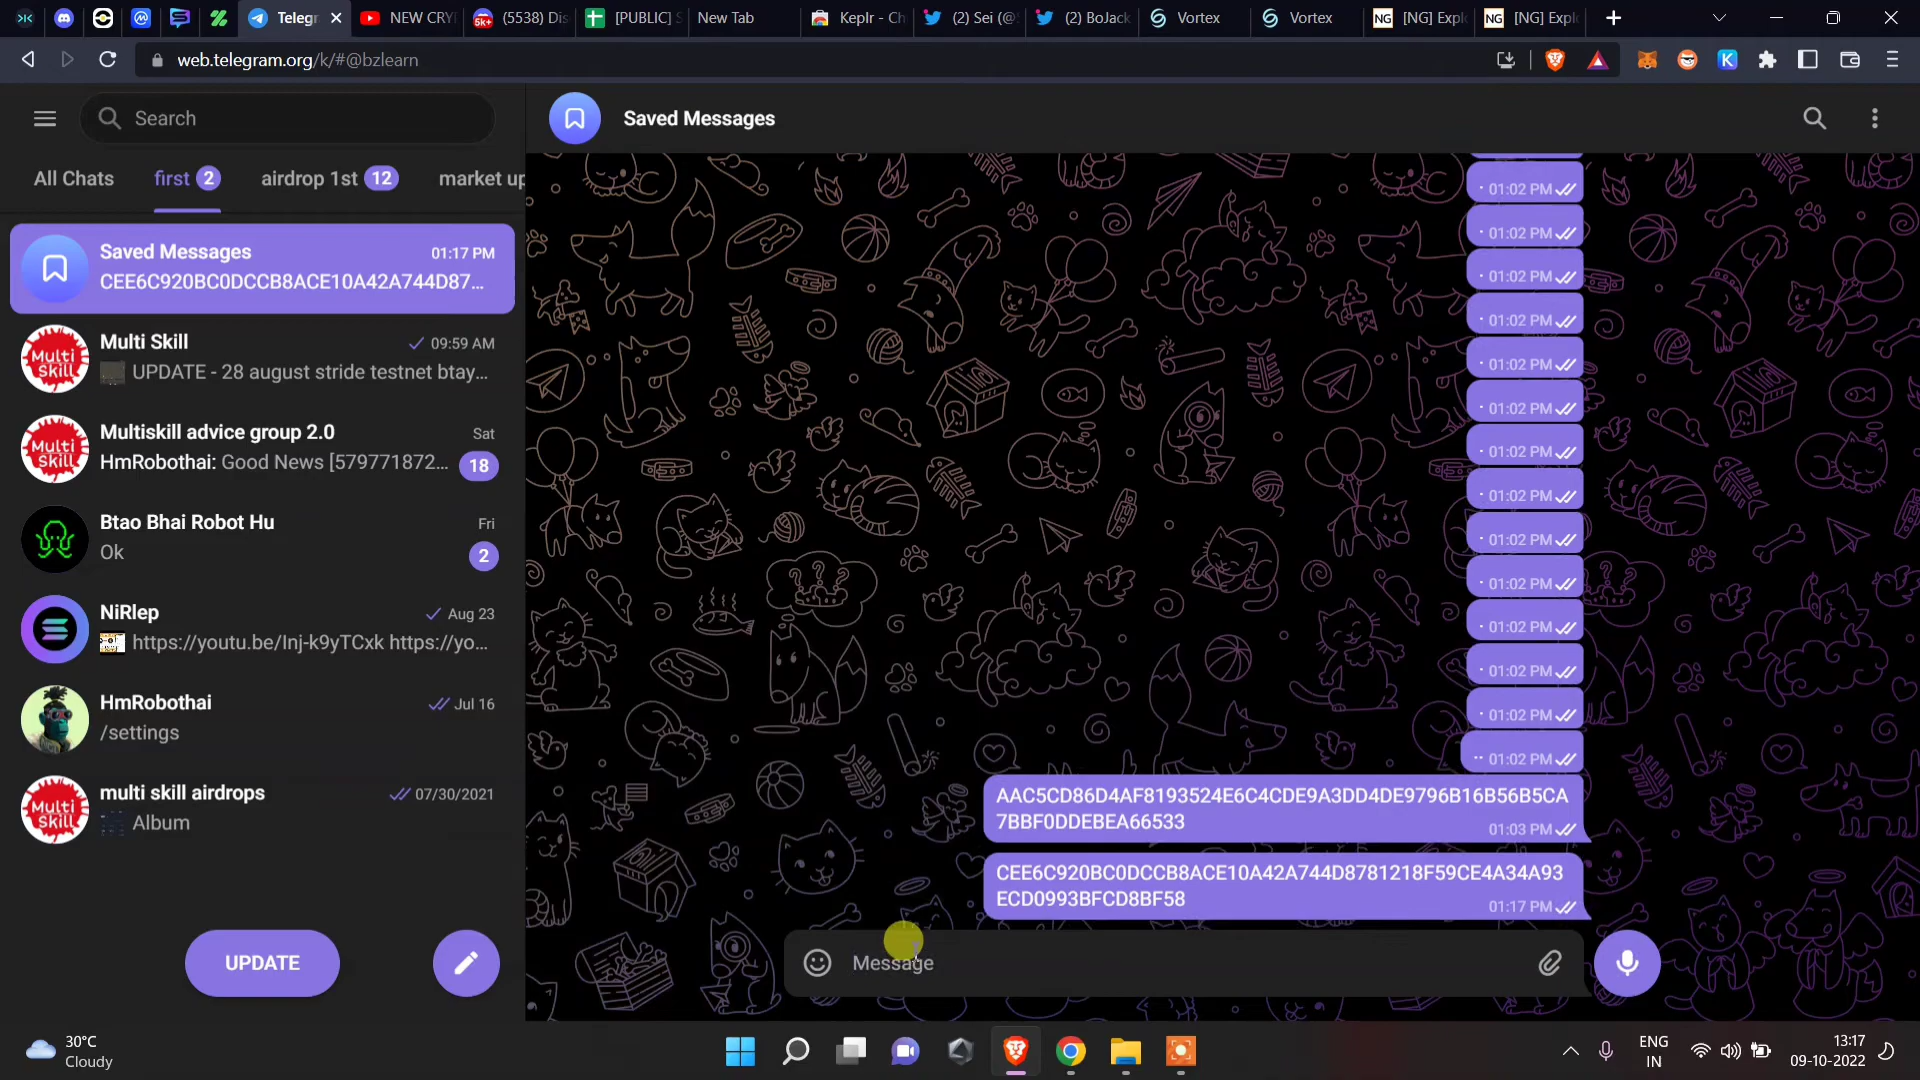 Telegr
NEW CRY
(5538) Dis
[PUBLIC] S
New Tab
Keplr - Ch
(2) Sei (@
(2) BoJack
Vortex
Vortex
[NG] Explo
[NG] Explo
web.telegram.org/k/#@bzlearn
Search
Saved Messages
All Chats
first 2
airdrop 1st 12
market up
Saved Messages 01:17 PM
CEE6C920BC0DCCB8ACE10A42A744D87...
Multi Skill 09:59 AM
UPDATE - 28 august stride testnet btay...
Multiskill advice group 2.0 Sat
HmRobothai: Good News [579771872... 18
Btao Bhai Robot Hu Fri
Ok 2
NiRlep Aug 23
https://youtu.be/Inj-k9yTCxk https://yo...
HmRobothai Jul 16
/settings
multi skill airdrops 07/30/2021
Album
UPDATE
. 01:02 PM
. 01:02 PM
. 01:02 PM
. 01:02 PM
. 01:02 PM
. 01:02 PM
. 01:02 PM
. 01:02 PM
. 01:02 PM
. 01:02 PM
. 01:02 PM
. 01:02 PM
. 01:02 PM
.. 01:02 PM
AAC5CD86D4AF8193524E6C4CDE9A3DD4DE9796B16B56B5CA
7BBF0DDEBEA66533 01:03 PM
CEE6C920BC0DCCB8ACE10A42A744D8781218F59CE4A34A93
ECD0993BFCD8BF58 01:17 PM
Message
30°C
Cloudy
ENG
IN
13:17
09-10-2022